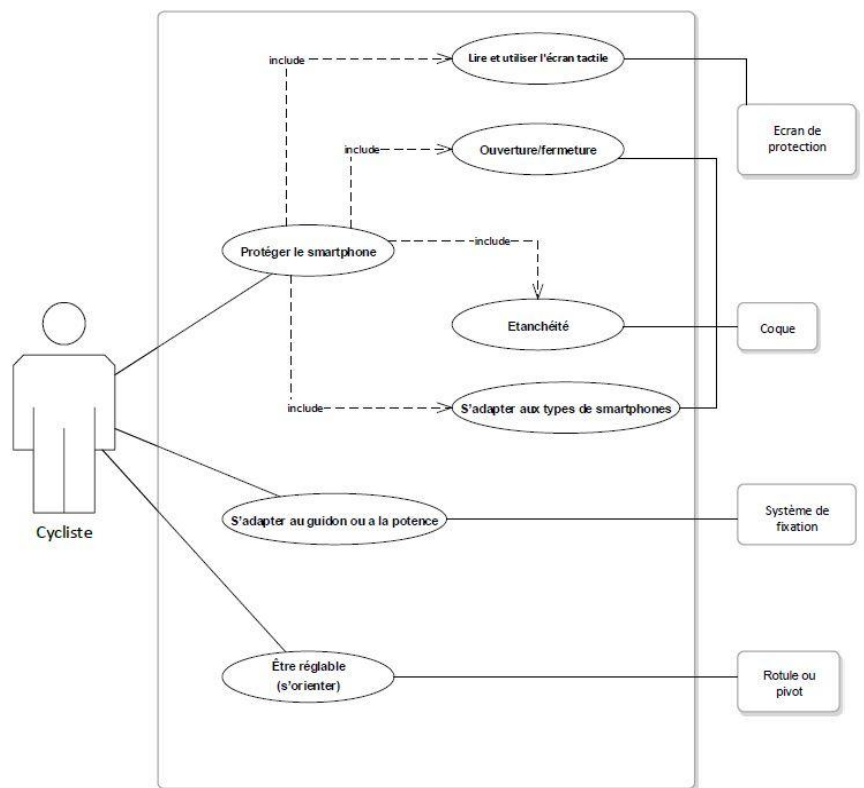 include
Lire et utiliser l'écran tactile
Ecran de
protection
include
Ouverture/fermeture
Protéger le smartphone
include
Etanchéité
Coque
include
S'adapter aux types de smartphones
Cycliste
S'adapter au guidon ou a la potence
Système de
fixation
Être réglable
(s'orienter)
Rotule ou
pivot